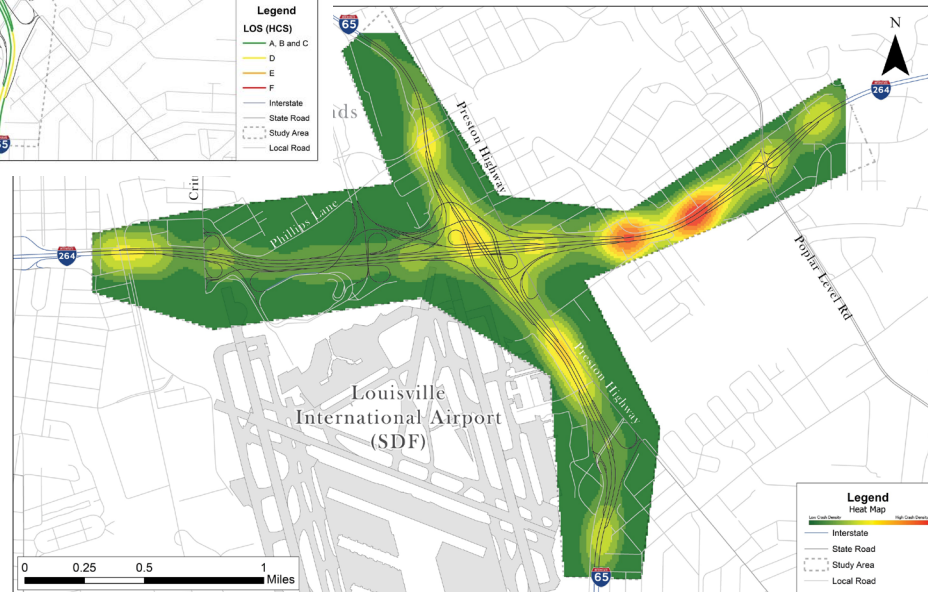 Legend
LOS (HCS)
A, B and C
D
E
F
Interstate
State Road
Study Area
Local Road
65
65
N
264
ds
Preston Highway
Crit
Phillips Lane
264
Poplar Level Rd
Preston Highway
Louisville
International Airport
(SDF)
65
0 0.25 0.5 1
Miles
Legend
Heat Map
Low Crash Density High Crash Density
Interstate
State Road
Study Area
Local Road